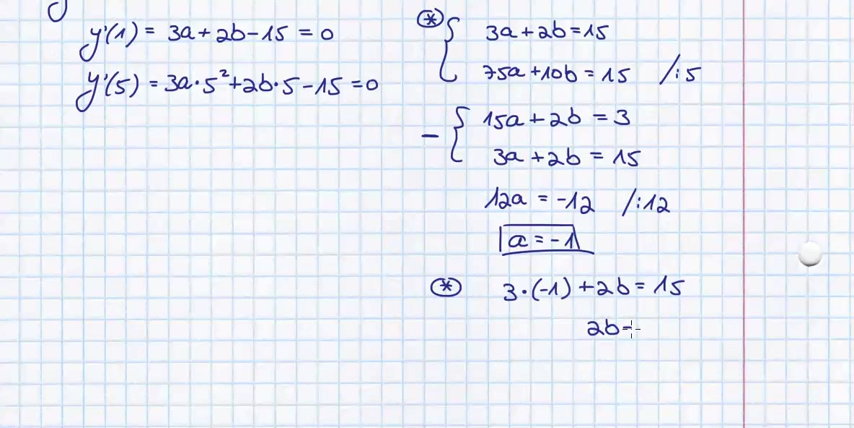 y'(1) = 3a + 2b - 15 = 0
y'(5) = 3a·5² + 2b·5 - 15 = 0
⊛ { 3a + 2b = 15
75a + 10b = 15 /:5
- { 15a + 2b = 3
3a + 2b = 15
12a = -12 /:12
a = -1
⊛ 3·(-1) + 2b = 15
2b=